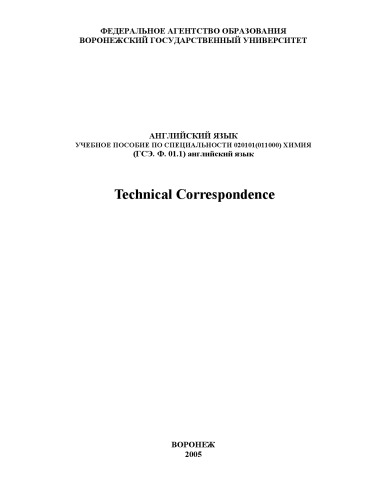 ФЕДЕРАЛЬНОЕ АГЕНТСТВО ОБРАЗОВАНИЯ
ВОРОНЕЖСКИЙ ГОСУДАРСТВЕННЫЙ УНИВЕРСИТЕТ
АНГЛИЙСКИЙ ЯЗЫК
УЧЕБНОЕ ПОСОБИЕ ПО СПЕЦИАЛЬНОСТИ 020101(011000) ХИМИЯ
(ГСЭ. Ф. 01.1) английский язык
Technical Correspondence
ВОРОНЕЖ
2005